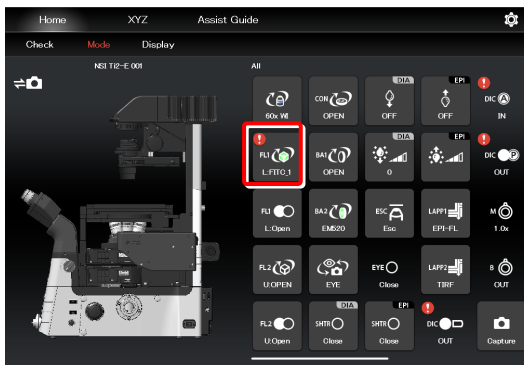 Home XYZ Assist Guide
Check Mode Display
NSI Ti2-E 001 All
60x WI
CON OPEN
DIA OFF
EPI OFF
DIC A IN
FL1 L:FITC_1
BA1 OPEN
DIA 0
EPI
DIC P OUT
FL1 L:Open
BA2 EM520
ESC Esc
LAPP1 EPI-FL
M 1.0x
FL2 U:OPEN
EYE
EYE Close
LAPP2 TIRF
B OUT
FL2 U:Open
DIA SHTR Close
EPI SHTR Close
DIC OUT
Capture